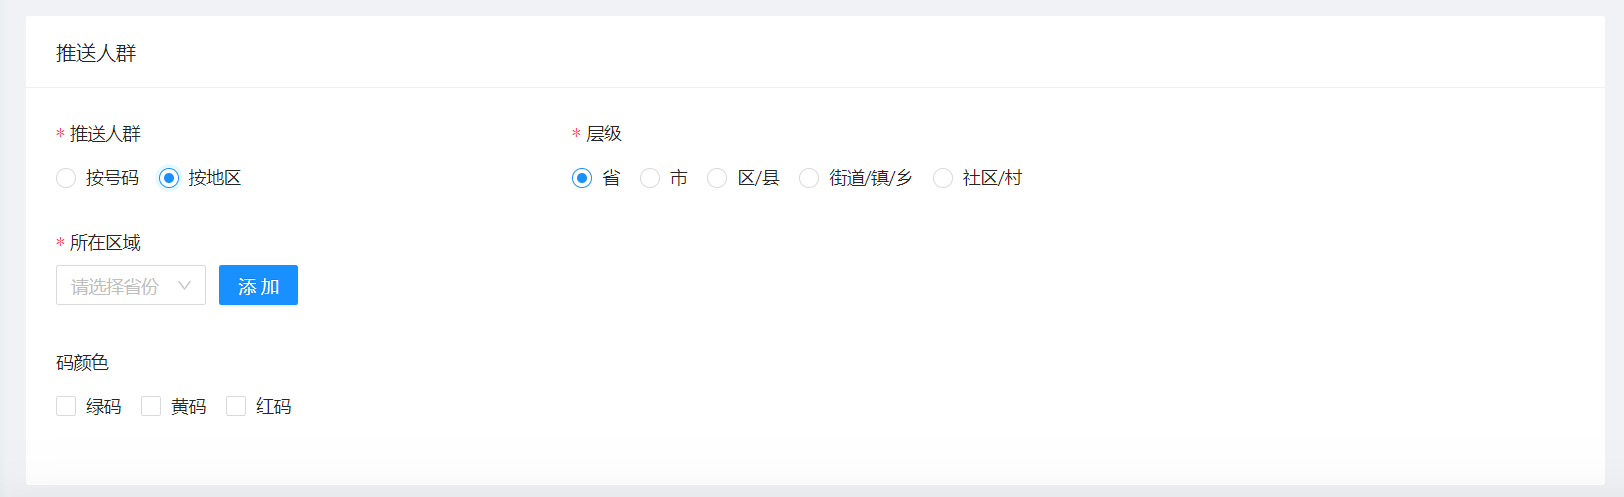 推送人群
* 推送人群
按号码 按地区
* 层级
省 市 区/县 街道/镇/乡 社区/村
* 所在区域
请选择省份 添加
码颜色
绿码 黄码 红码